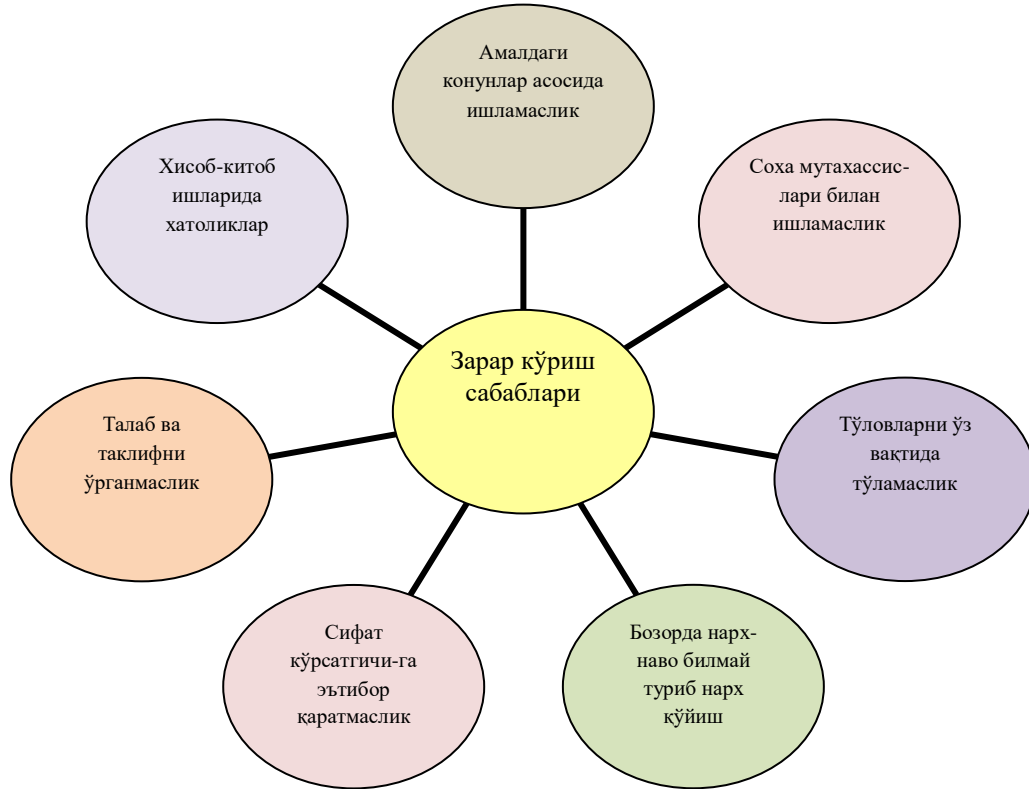 Амалдаги
конунлар асосида
ишламаслик
Хисоб-китоб
ишларида
хатоликлар
Соха мутахассис-
лари билан
ишламаслик
Зарар кўриш
сабаблари
Талаб ва
таклифни
ўрганмаслик
Тўловларни ўз
вақтида
тўламаслик
Сифат
кўрсатгичи-га
эътибор
қаратмаслик
Бозорда нарх-
наво билмай
туриб нарх
қўйиш